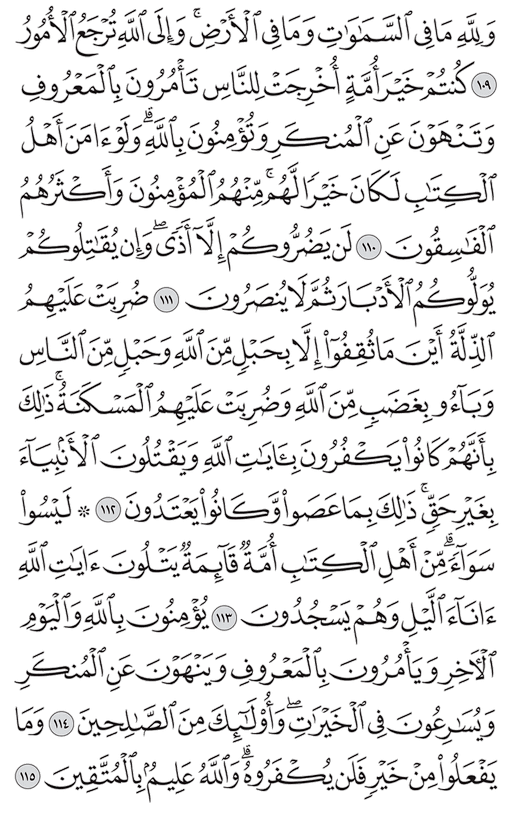 وَلِلَّهِ مَا فِي ٱلسَّمَٰوَٰتِ وَمَا فِي ٱلۡأَرۡضِۚ وَإِلَى ٱللَّهِ تُرۡجَعُ ٱلۡأُمُورُ
١٠٩ كُنتُمۡ خَيۡرَ أُمَّةٍ أُخۡرِجَتۡ لِلنَّاسِ تَأۡمُرُونَ بِٱلۡمَعۡرُوفِ
وَتَنۡهَوۡنَ عَنِ ٱلۡمُنكَرِ وَتُؤۡمِنُونَ بِٱللَّهِۗ وَلَوۡ ءَامَنَ أَهۡلُ
ٱلۡكِتَٰبِ لَكَانَ خَيۡرٗا لَّهُمۚ مِّنۡهُمُ ٱلۡمُؤۡمِنُونَ وَأَكۡثَرُهُمُ
ٱلۡفَٰسِقُونَ ١١٠ لَن يَضُرُّوكُمۡ إِلَّآ أَذٗىۖ وَإِن يُقَٰتِلُوكُمۡ
يُوَلُّوكُمُ ٱلۡأَدۡبَارَ ثُمَّ لَا يُنصَرُونَ ١١١ ضُرِبَتۡ عَلَيۡهِمُ
ٱلذِّلَّةُ أَيۡنَ مَا ثُقِفُوٓاْ إِلَّا بِحَبۡلٖ مِّنَ ٱللَّهِ وَحَبۡلٖ مِّنَ ٱلنَّاسِ
وَبَآءُو بِغَضَبٖ مِّنَ ٱللَّهِ وَضُرِبَتۡ عَلَيۡهِمُ ٱلۡمَسۡكَنَةُۚ ذَٰلِكَ
بِأَنَّهُمۡ كَانُواْ يَكۡفُرُونَ بِـَٔايَٰتِ ٱللَّهِ وَيَقۡتُلُونَ ٱلۡأَنۢبِيَآءَ
بِغَيۡرِ حَقّٖۚ ذَٰلِكَ بِمَا عَصَواْ وَّكَانُواْ يَعۡتَدُونَ ١١٢ ۞ لَيۡسُواْ
سَوَآءٗۗ مِّنۡ أَهۡلِ ٱلۡكِتَٰبِ أُمَّةٞ قَآئِمَةٞ يَتۡلُونَ ءَايَٰتِ ٱللَّهِ
ءَانَآءَ ٱلَّيۡلِ وَهُمۡ يَسۡجُدُونَ ١١٣ يُؤۡمِنُونَ بِٱللَّهِ وَٱلۡيَوۡمِ
ٱلۡأٓخِرِ وَيَأۡمُرُونَ بِٱلۡمَعۡرُوفِ وَيَنۡهَوۡنَ عَنِ ٱلۡمُنكَرِ
وَيُسَٰرِعُونَ فِي ٱلۡخَيۡرَٰتِۖ وَأُوْلَٰٓئِكَ مِنَ ٱلصَّٰلِحِينَ ١١٤ وَمَا
يَفۡعَلُواْ مِنۡ خَيۡرٖ فَلَن يُكۡفَرُوهُۗ وَٱللَّهُ عَلِيمُۢ بِٱلۡمُتَّقِينَ ١١٥